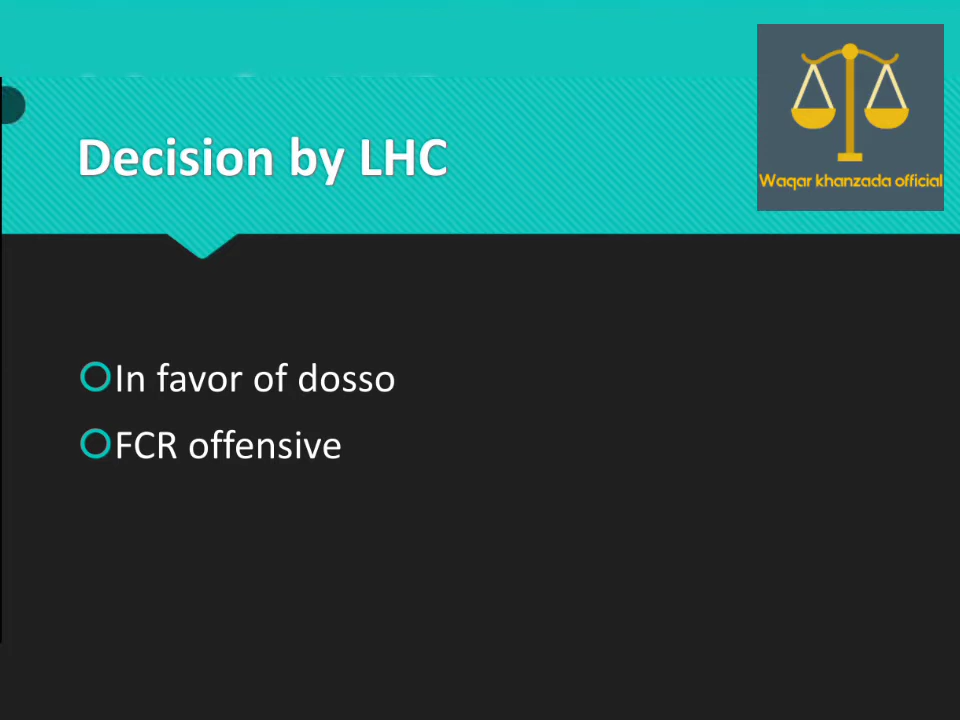 Decision by LHC
Waqar khanzada official
In favor of dosso
FCR offensive